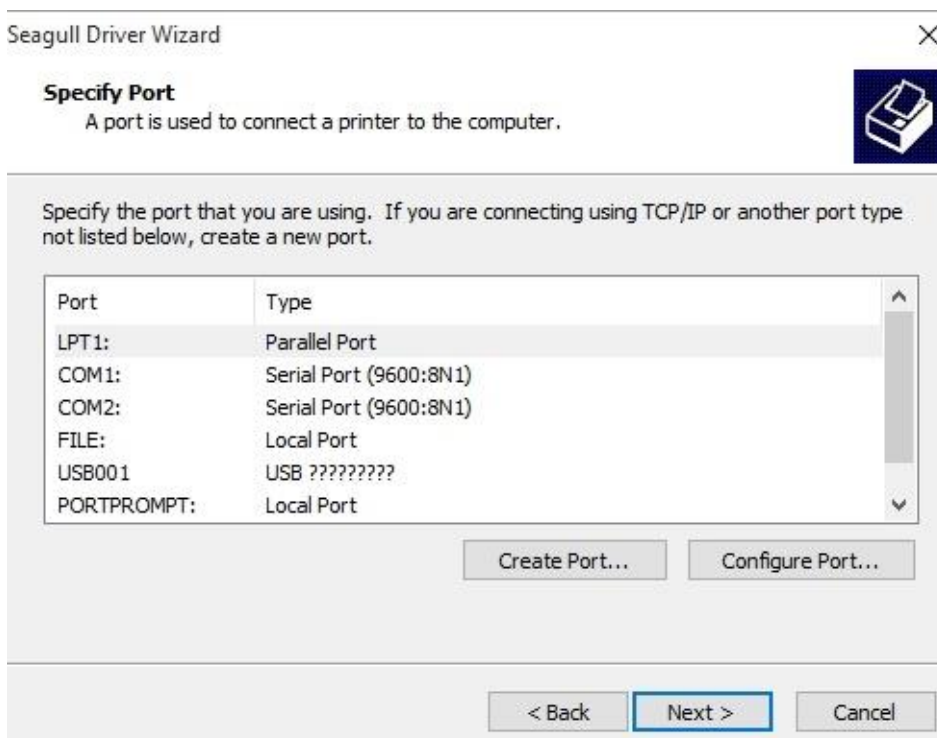 Seagull Driver Wizard
Specify Port
A port is used to connect a printer to the computer.
Specify the port that you are using.  If you are connecting using TCP/IP or another port type
not listed below, create a new port.
Port Type
LPT1: Parallel Port
COM1: Serial Port (9600:8N1)
COM2: Serial Port (9600:8N1)
FILE: Local Port
USB001 USB ?????????
PORTPROMPT: Local Port
Create Port... Configure Port...
< Back Next > Cancel